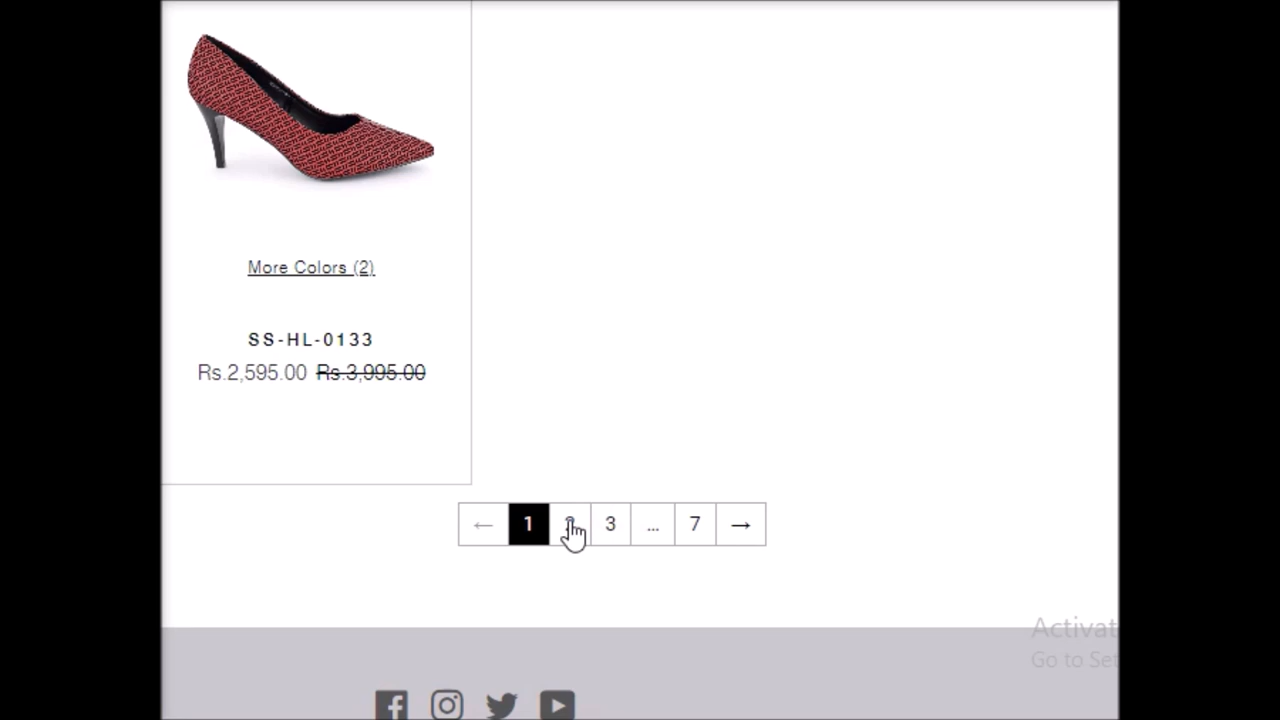 More Colors (2)
SS-HL-0133
Rs.2,595.00 Rs.3,995.00
← 1 3 ... 7 →
Activat
Go to Set